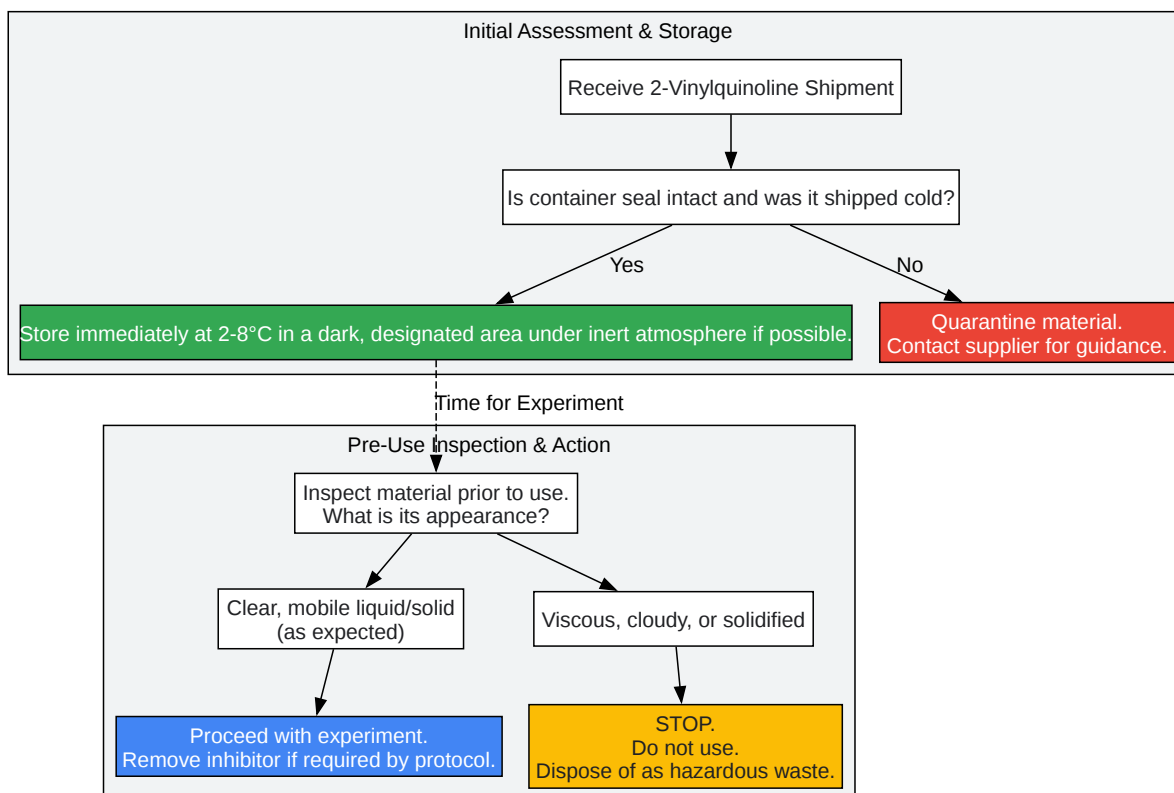 Initial Assessment & Storage
Receive 2-Vinylquinoline Shipment
Is container seal intact and was it shipped cold?
Yes
No
Store immediately at 2-8°C in a dark, designated area under inert atmosphere if possible.
Quarantine material.
Contact supplier for guidance.
Time for Experiment
Pre-Use Inspection & Action
Inspect material prior to use.
What is its appearance?
Clear, mobile liquid/solid
(as expected)
Viscous, cloudy, or solidified
Proceed with experiment.
Remove inhibitor if required by protocol.
STOP.
Do not use.
Dispose of as hazardous waste.